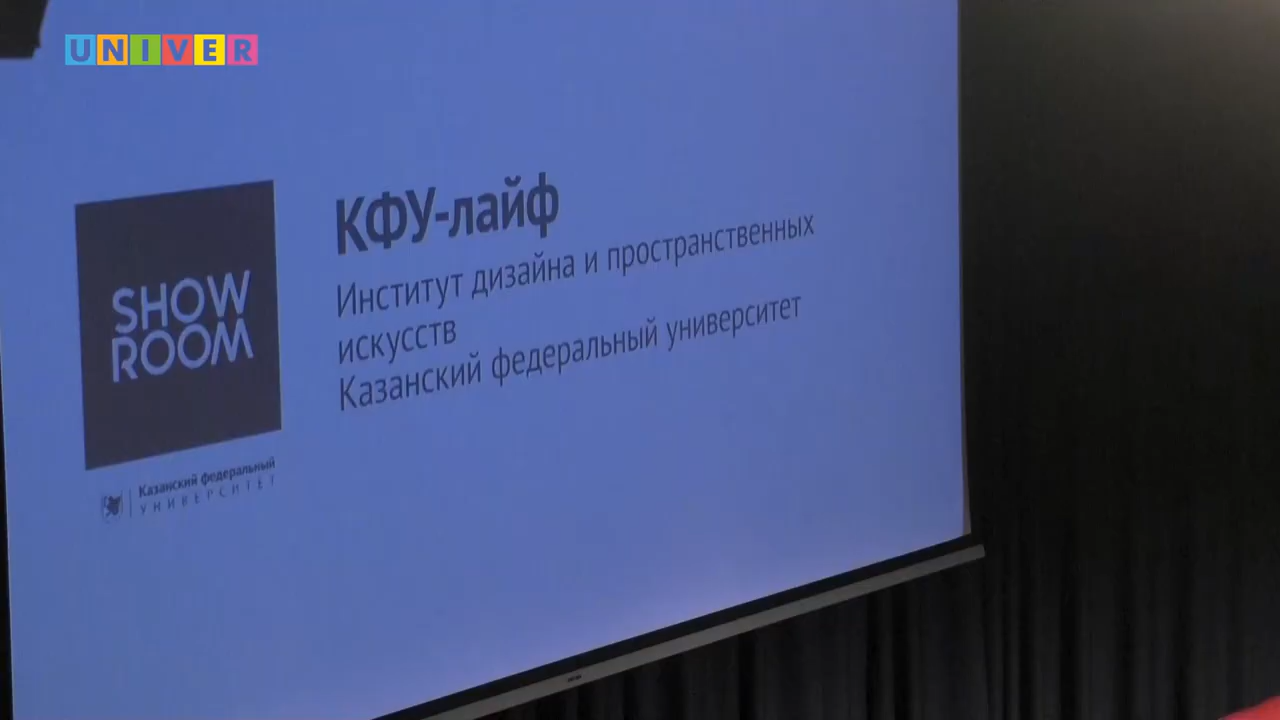 UNIVER
SHOW
ROOM
КФУ-лайф
Институт дизайна и пространственных
искусств
Казанский федеральный университет
Казанский федеральный
УНИВЕРСИТЕТ